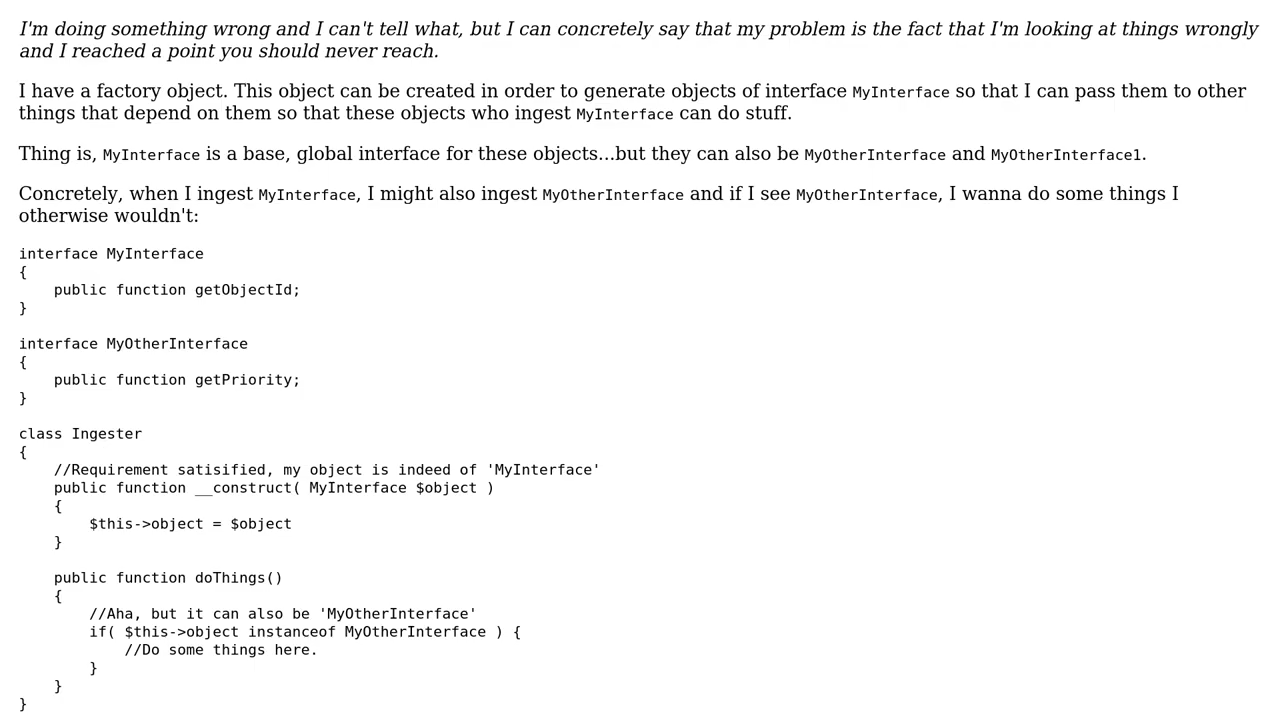 I'm doing something wrong and I can't tell what, but I can concretely say that my problem is the fact that I'm looking at things wrongly
and I reached a point you should never reach.
I have a factory object. This object can be created in order to generate objects of interface MyInterface so that I can pass them to other
things that depend on them so that these objects who ingest MyInterface can do stuff.
Thing is, MyInterface is a base, global interface for these objects...but they can also be MyOtherInterface and MyOtherInterface1.
Concretely, when I ingest MyInterface, I might also ingest MyOtherInterface and if I see MyOtherInterface, I wanna do some things I
otherwise wouldn't:
interface MyInterface
{
    public function getObjectId;
}
interface MyOtherInterface
{
    public function getPriority;
}
class Ingester
{
    //Requirement satisified, my object is indeed of 'MyInterface'
    public function __construct( MyInterface $object )
    {
        $this->object = $object
    }
    public function doThings()
    {
        //Aha, but it can also be 'MyOtherInterface'
        if( $this->object instanceof MyOtherInterface ) {
            //Do some things here.
        }
    }
}